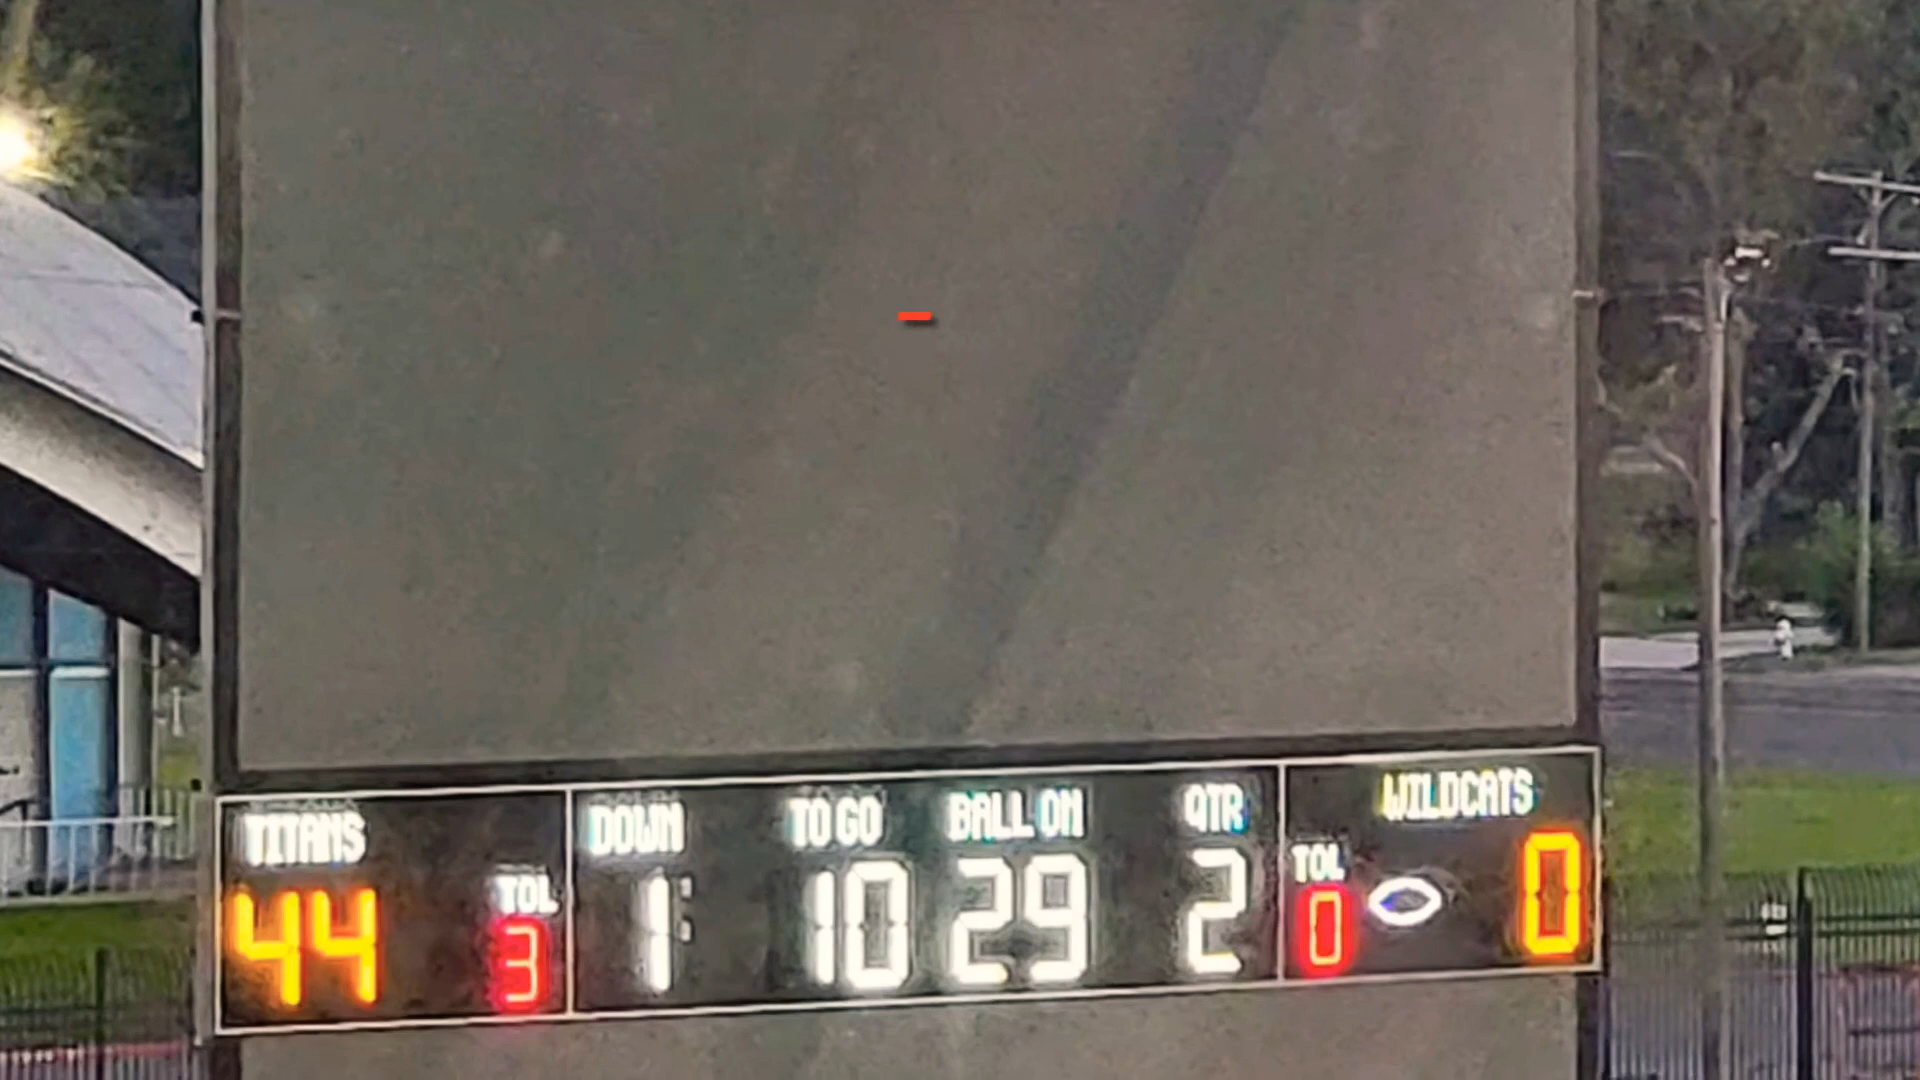 TITANS
44
TOL
3
DOWN
1
TO GO
10
BALL ON
29
QTR
2
TOL
0
WILDCATS
0